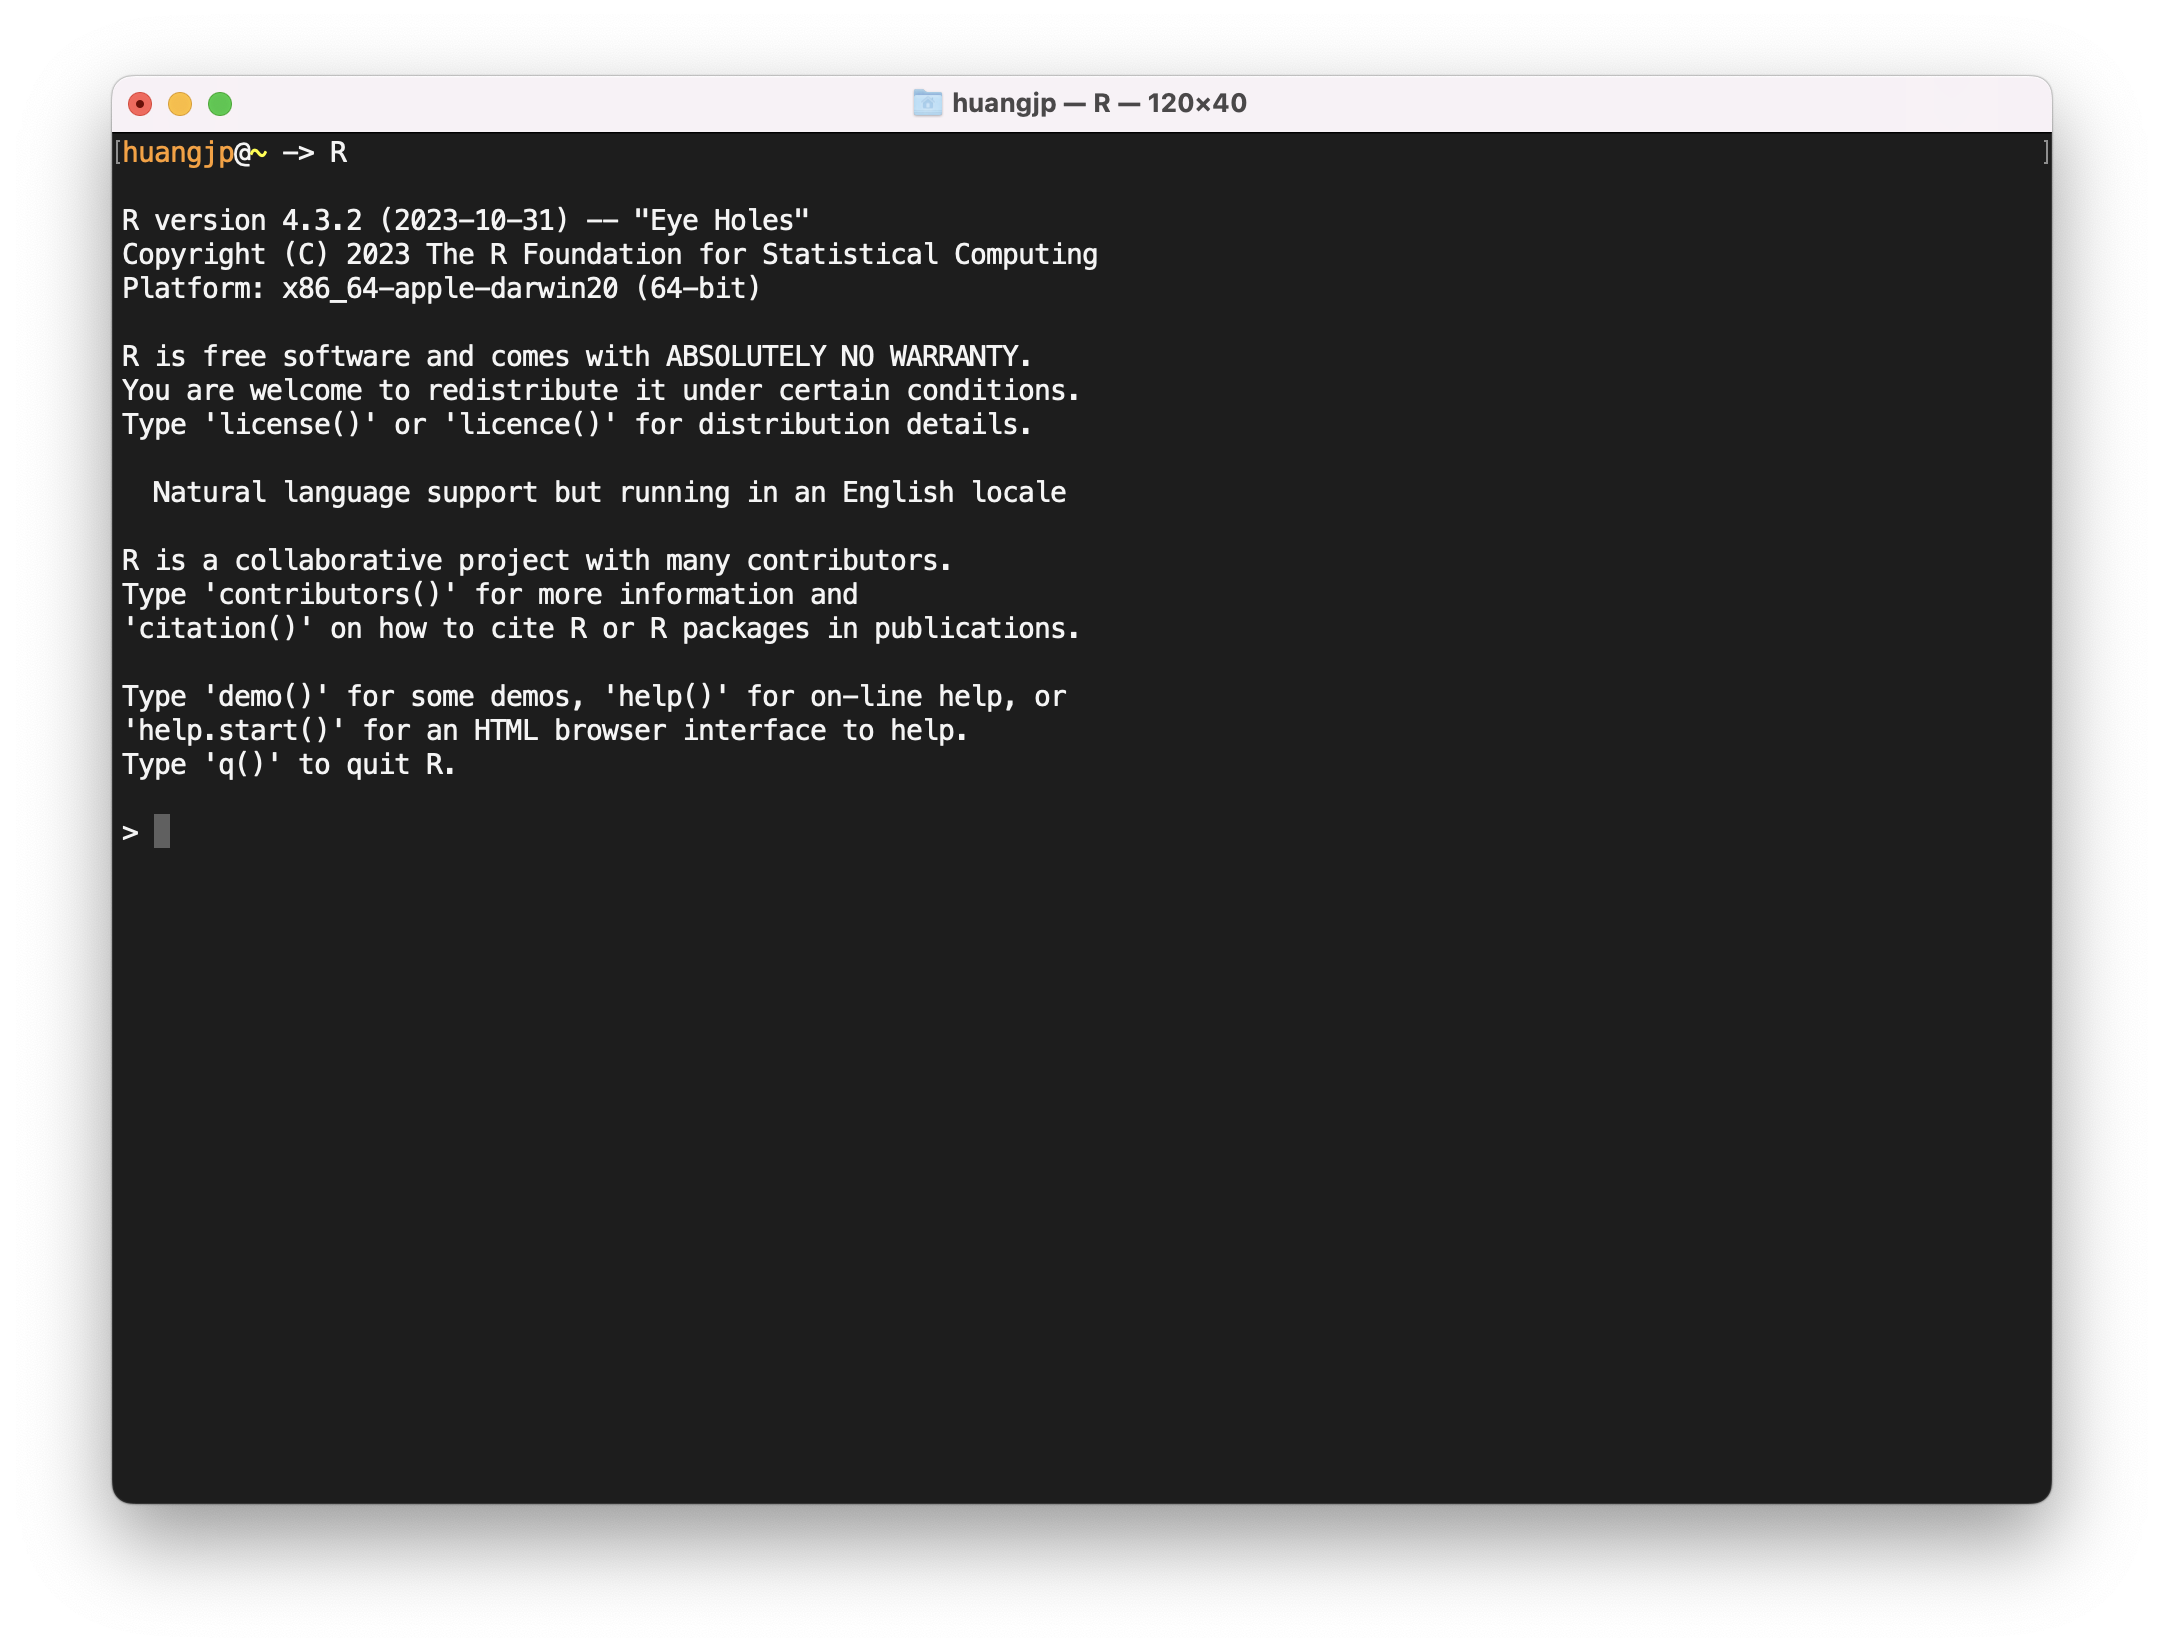 huangjp — R — 120×40
[huangjp@~ -> R ]
R version 4.3.2 (2023-10-31) -- "Eye Holes"
Copyright (C) 2023 The R Foundation for Statistical Computing
Platform: x86_64-apple-darwin20 (64-bit)
R is free software and comes with ABSOLUTELY NO WARRANTY.
You are welcome to redistribute it under certain conditions.
Type 'license()' or 'licence()' for distribution details.
  Natural language support but running in an English locale
R is a collaborative project with many contributors.
Type 'contributors()' for more information and
'citation()' on how to cite R or R packages in publications.
Type 'demo()' for some demos, 'help()' for on-line help, or
'help.start()' for an HTML browser interface to help.
Type 'q()' to quit R.
>